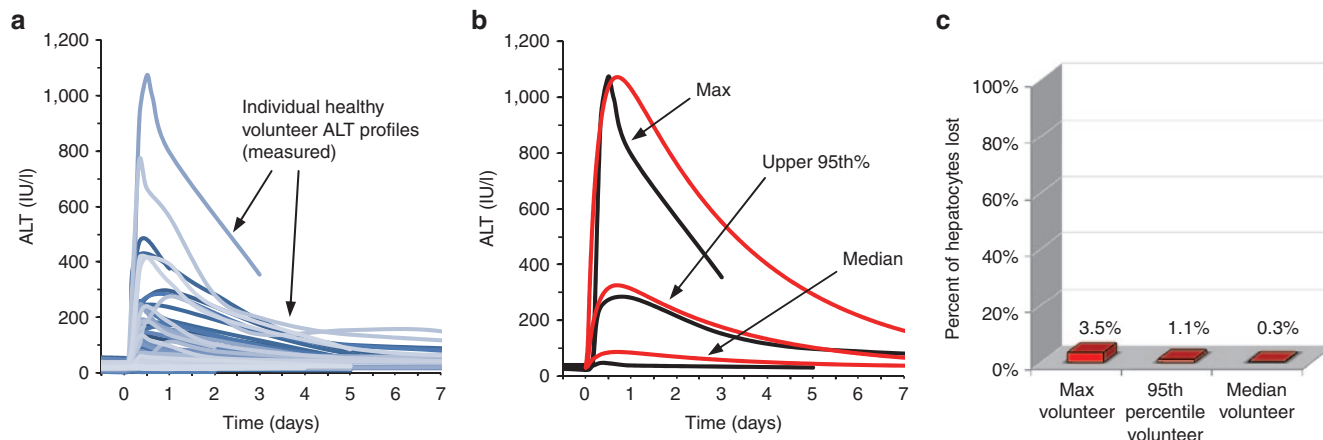 a
ALT (IU/l)
1,200
1,000
800
600
400
200
0
Individual healthy
volunteer ALT profiles
(measured)
0 1 2 3 4 5 6 7
Time (days)
b
ALT (IU/l)
1,200
1,000
800
600
400
200
0
Max
Upper 95th%
Median
0 1 2 3 4 5 6 7
Time (days)
c
Percent of hepatocytes lost
100%
80%
60%
40%
20%
0%
3.5% 1.1% 0.3%
Max
volunteer
95th
percentile
volunteer
Median
volunteer